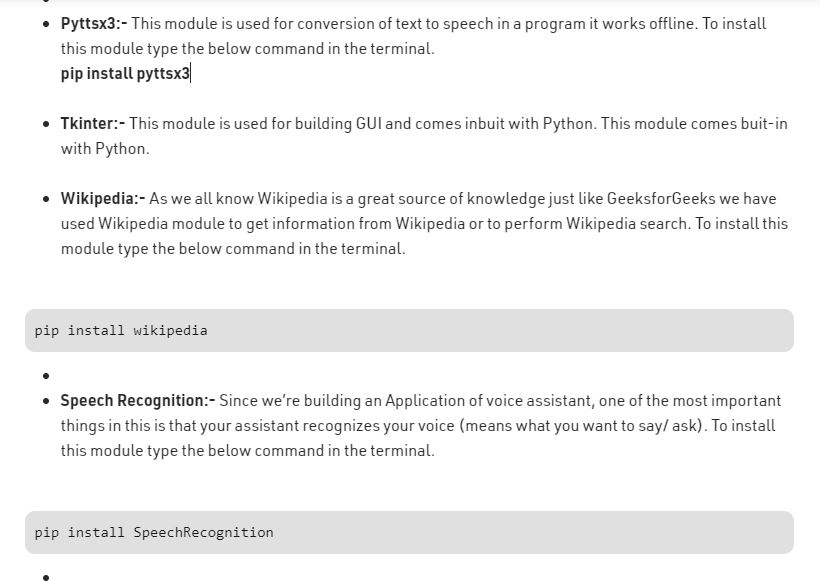 Pyttsx3:- This module is used for conversion of text to speech in a program it works offline. To install
this module type the below command in the terminal.
pip install pyttsx3
Tkinter:- This module is used for building GUI and comes inbuit with Python. This module comes buit-in
with Python.
Wikipedia:- As we all know Wikipedia is a great source of knowledge just like GeeksforGeeks we have
used Wikipedia module to get information from Wikipedia or to perform Wikipedia search. To install this
module type the below command in the terminal.
pip install wikipedia
Speech Recognition:- Since we’re building an Application of voice assistant, one of the most important
things in this is that your assistant recognizes your voice (means what you want to say/ ask). To install
this module type the below command in the terminal.
pip install SpeechRecognition